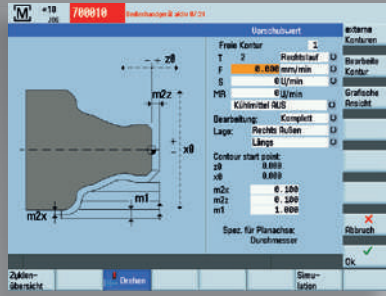 M
700010
Vorschubwert
Freie Kontur 1
T 2 Rechtslauf U
F 0.000 mm/min U
S 0 U/min U
MR 0 U/min
Kühlmittel AUS U
Bearbeitung: Komplett U
Lage: Rechts Außen U
Längs U
Contour start point:
z0 0.000
x0 0.000
m2x 0.100
m2z 0.100
m1 1.000
Spez. für Planachse:
Durchmesser
z0
m2z
x0
m1
m2x
externe
Konturen
Bearbeite
Kontur
Grafische
Ansicht
Abbruch
Ok
Zyklen-
übersicht
Drehen
Simu-
lation